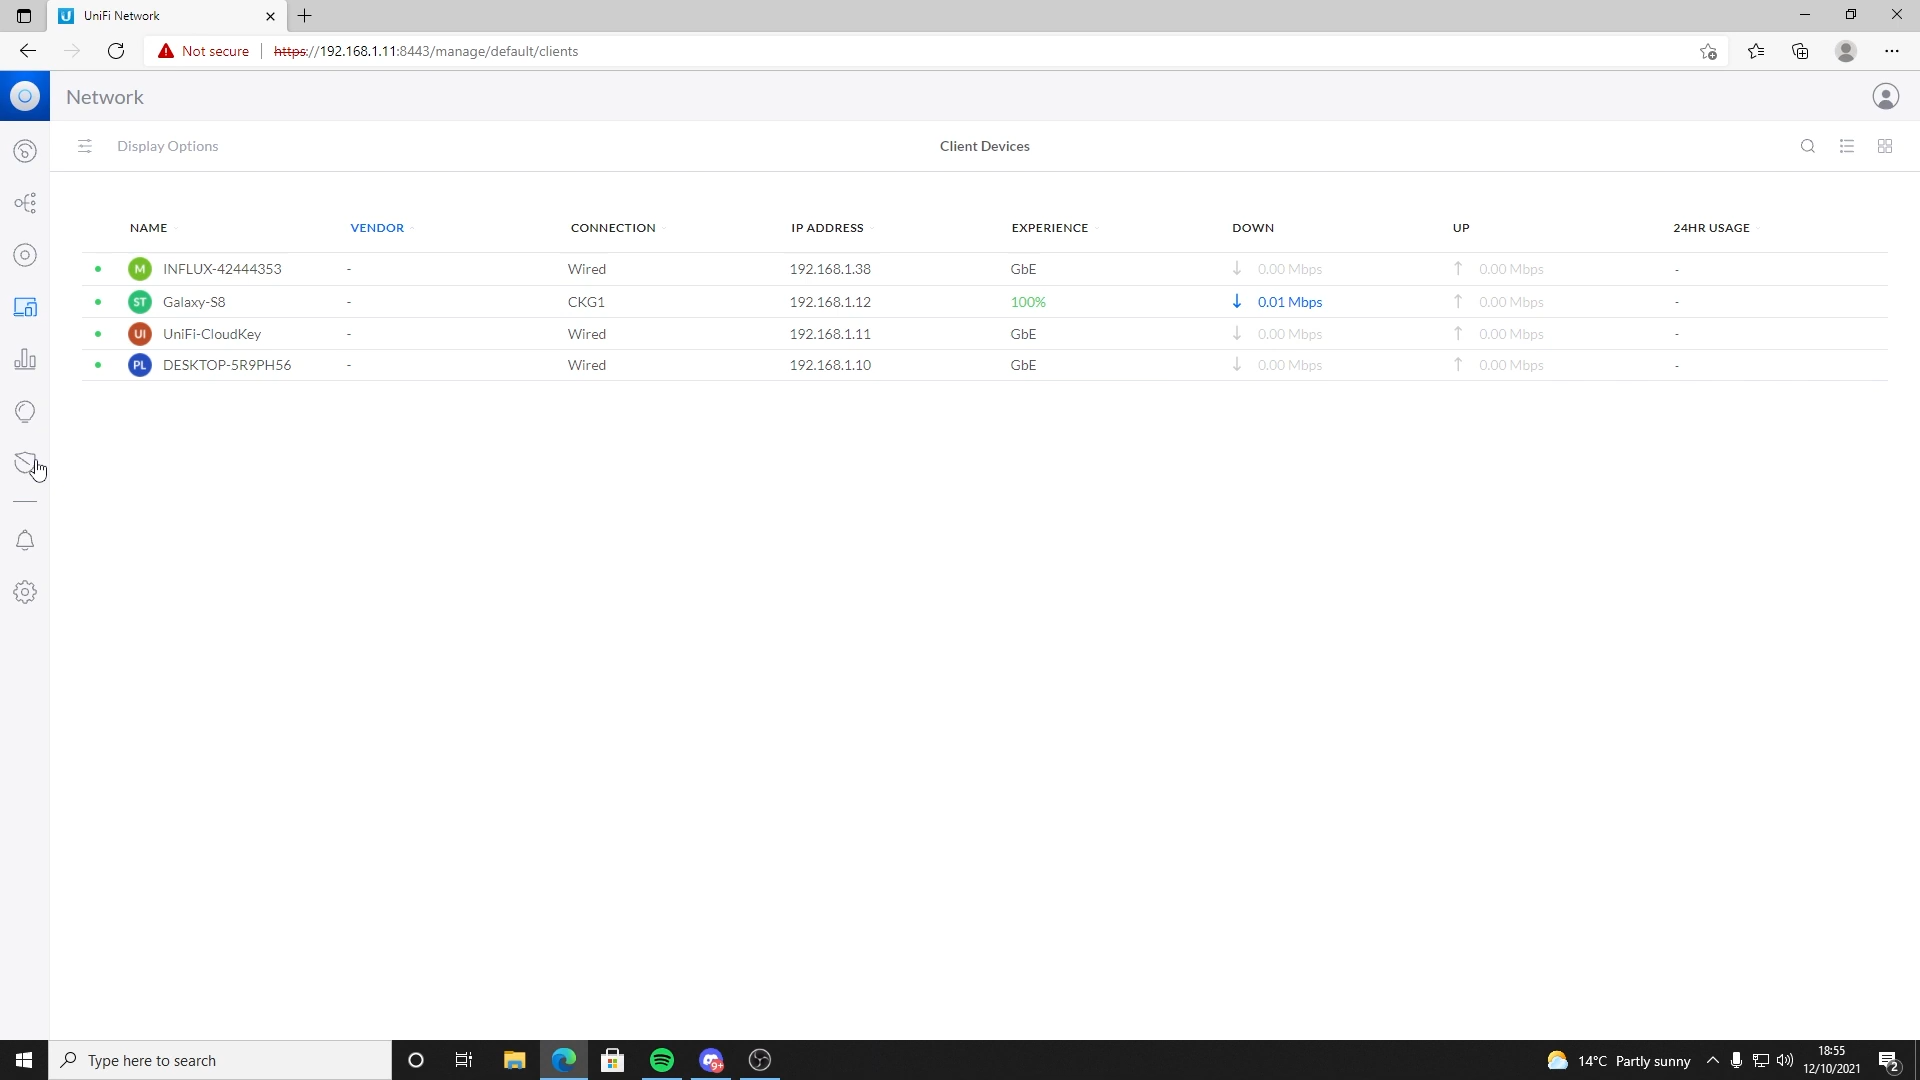 UniFi Network
Not secure https://192.168.1.11:8443/manage/default/clients
Network
Display Options Client Devices
NAME VENDOR CONNECTION IP ADDRESS EXPERIENCE DOWN UP 24HR USAGE
M INFLUX-42444353 - Wired 192.168.1.38 GbE 0.00 Mbps 0.00 Mbps -
ST Galaxy-S8 - CKG1 192.168.1.12 100% 0.01 Mbps 0.00 Mbps -
UI UniFi-CloudKey - Wired 192.168.1.11 GbE 0.00 Mbps 0.00 Mbps -
PL DESKTOP-5R9PH56 - Wired 192.168.1.10 GbE 0.00 Mbps 0.00 Mbps -
Type here to search 9+ 14°C Partly sunny 18:55 2
12/10/2021